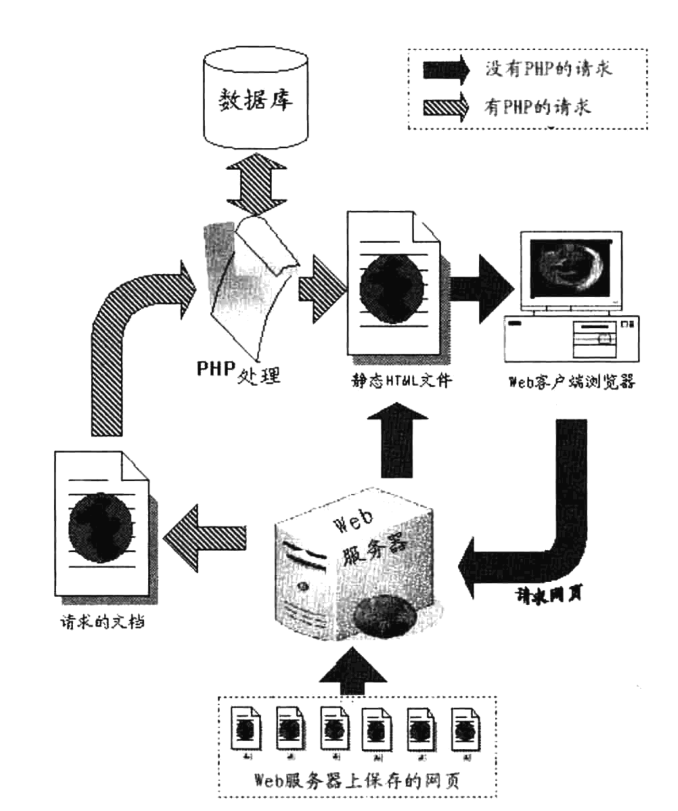 数据库
没有PHP的请求
有PHP的请求
PHP处理
静态HTML文件
Web客户端浏览器
Web
服务器
请求网页
请求的文档
Web服务器上保存的网页